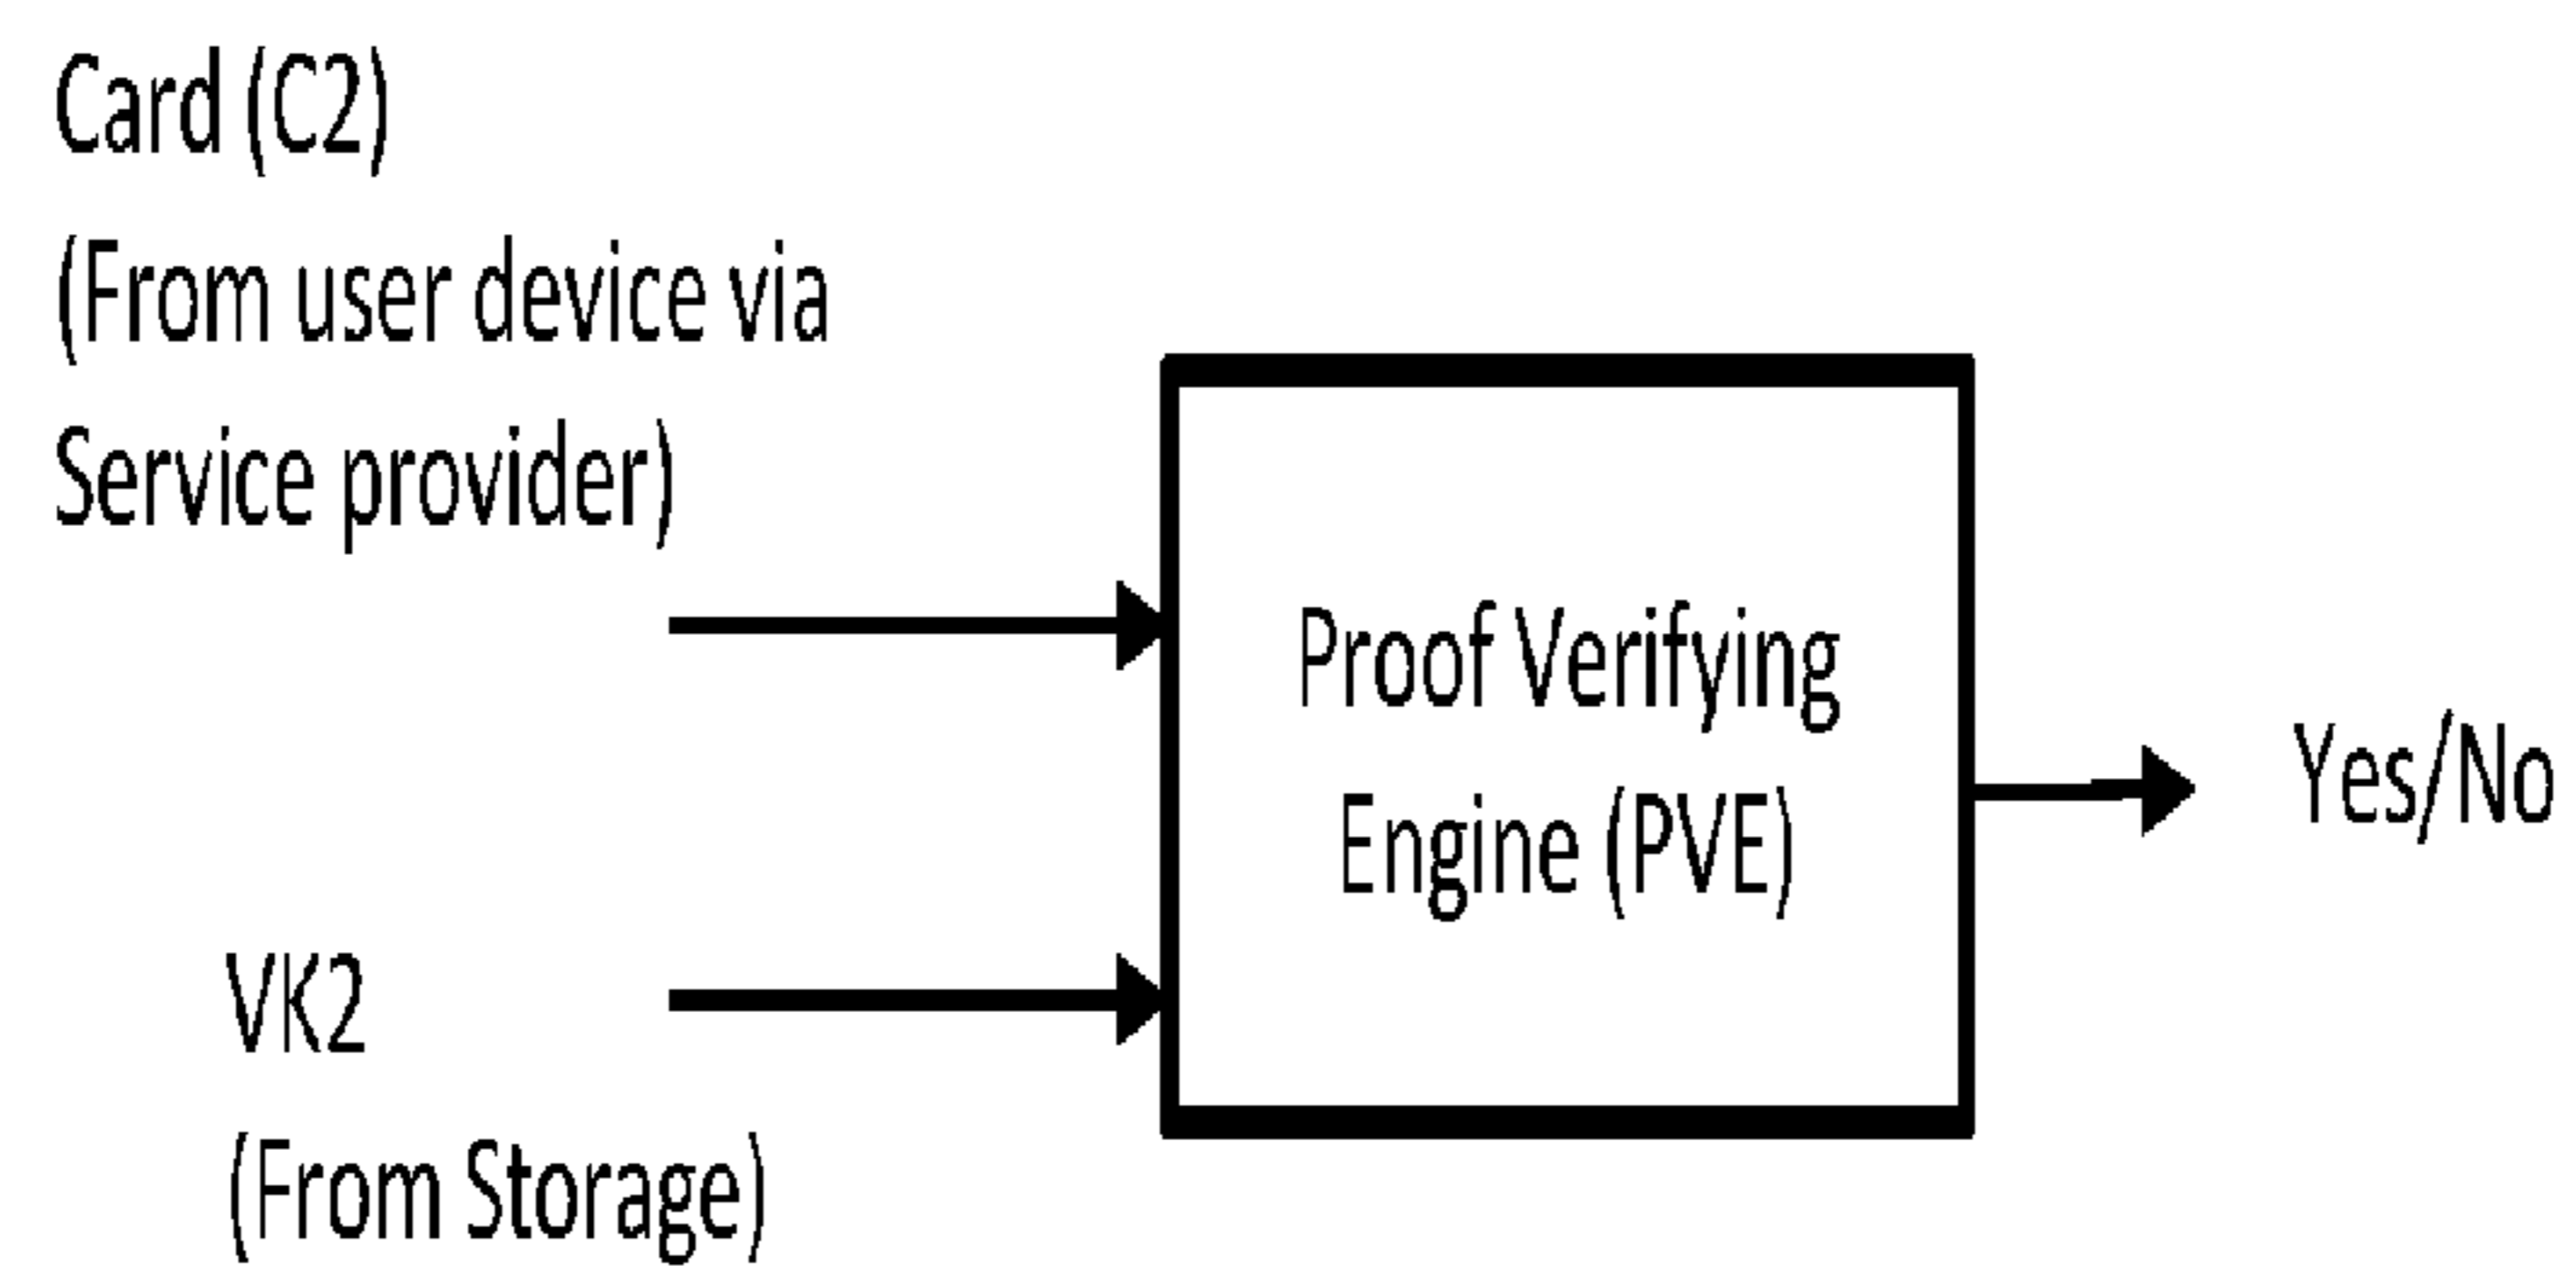 Card (C2)
(From user device via
Service provider)
Proof Verifying
Engine (PVE)
Yes/No
VK2
(From Storage)